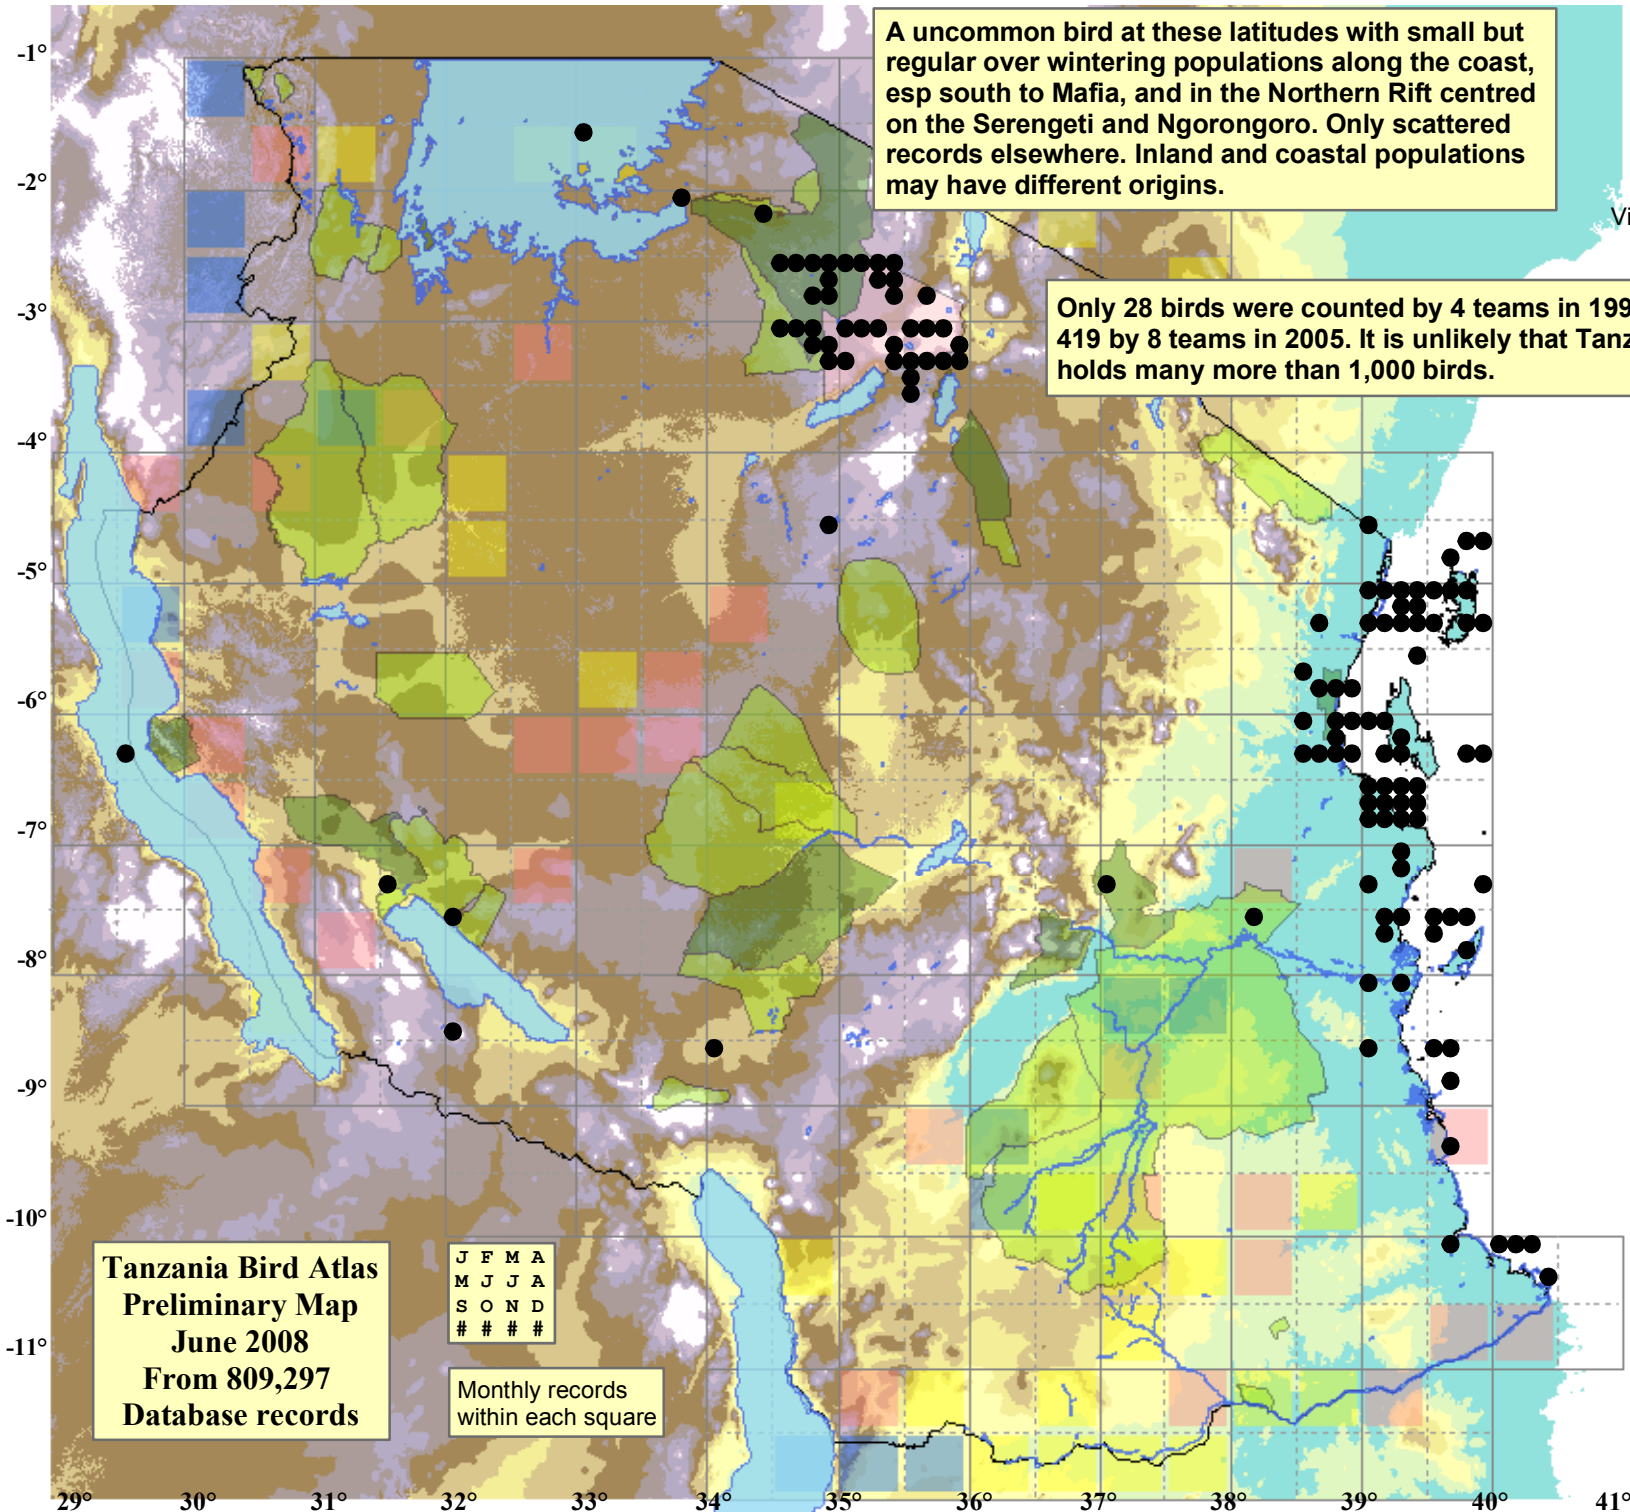 A uncommon bird at these latitudes with small but
regular over wintering populations along the coast,
esp south to Mafia, and in the Northern Rift centred
on the Serengeti and Ngorongoro. Only scattered
records elsewhere. Inland and coastal populations
may have different origins.
Vi
Only 28 birds were counted by 4 teams in 199
419 by 8 teams in 2005. It is unlikely that Tanz
holds many more than 1,000 birds.
-1°
-2°
-3°
-4°
-5°
-6°
-7°
-8°
-9°
-10°
-11°
Tanzania Bird Atlas
Preliminary Map
June 2008
From 809,297
Database records
J F M A
M J J A
S O N D
# # # #
Monthly records
within each square
29° 30° 31° 32° 33° 34° 35° 36° 37° 38° 39° 40° 41°